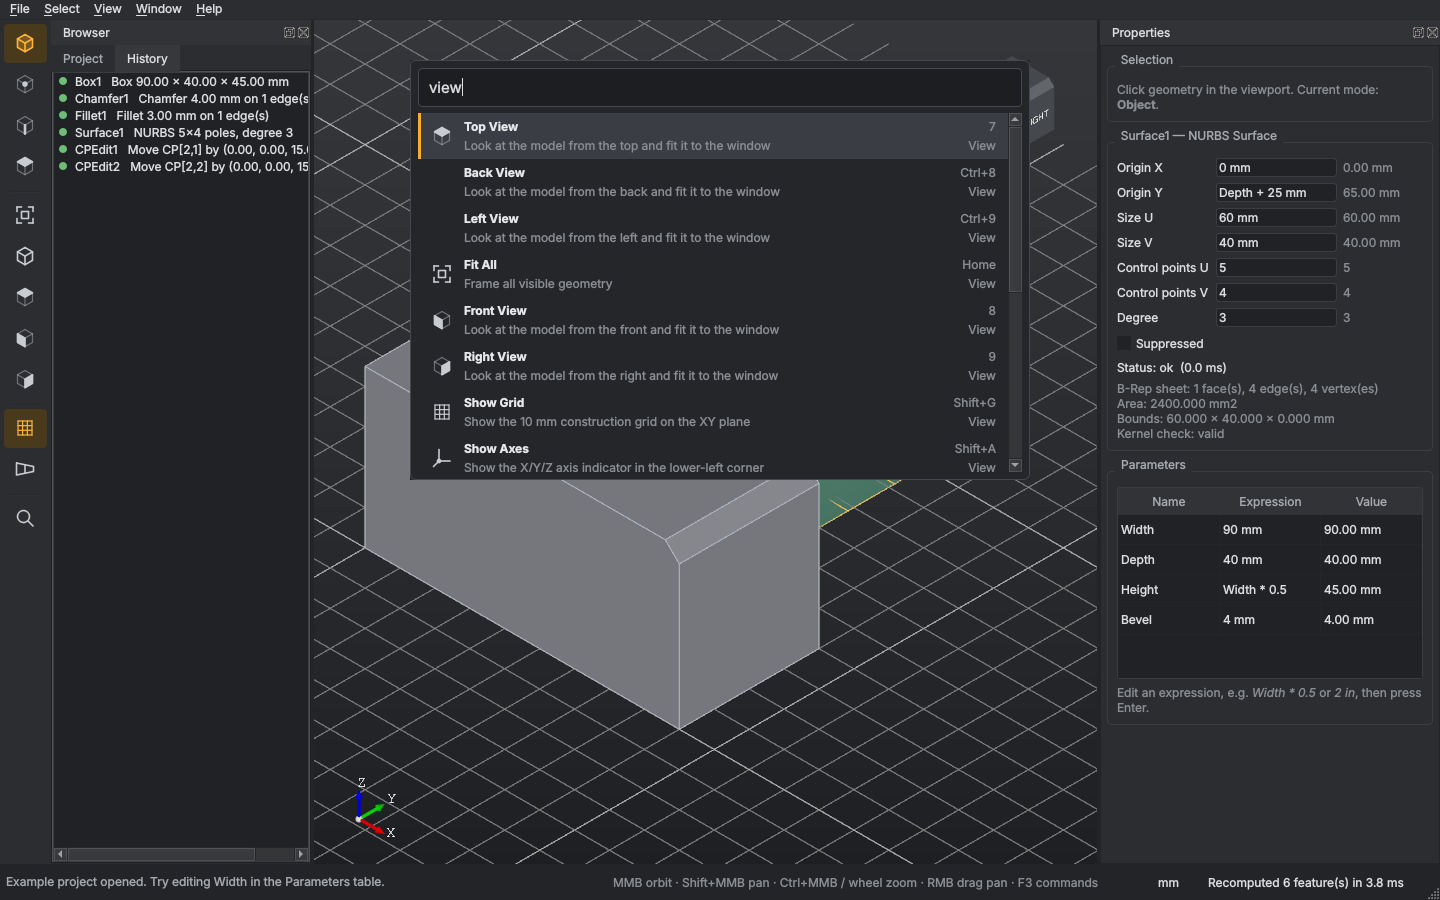 File Select View Window Help
Browser
Project History
Box1 Box 90.00 × 40.00 × 45.00 mm
Chamfer1 Chamfer 4.00 mm on 1 edge(s
Fillet1 Fillet 3.00 mm on 1 edge(s)
Surface1 NURBS 5×4 poles, degree 3
CPEdit1 Move CP[2,1] by (0.00, 0.00, 15.
CPEdit2 Move CP[2,2] by (0.00, 0.00, 15
view
Top View 7
Look at the model from the top and fit it to the window View
Back View Ctrl+8
Look at the model from the back and fit it to the window View
Left View Ctrl+9
Look at the model from the left and fit it to the window View
Fit All Home
Frame all visible geometry View
Front View 8
Look at the model from the front and fit it to the window View
Right View 9
Look at the model from the right and fit it to the window View
Show Grid Shift+G
Show the 10 mm construction grid on the XY plane View
Show Axes Shift+A
Show the X/Y/Z axis indicator in the lower-left corner View
IGHT
Z
Y
X
Properties
Selection
Click geometry in the viewport. Current mode:
Object.
Surface1 — NURBS Surface
Origin X 0 mm 0.00 mm
Origin Y Depth + 25 mm 65.00 mm
Size U 60 mm 60.00 mm
Size V 40 mm 40.00 mm
Control points U 5 5
Control points V 4 4
Degree 3 3
Suppressed
Status: ok (0.0 ms)
B-Rep sheet: 1 face(s), 4 edge(s), 4 vertex(es)
Area: 2400.000 mm2
Bounds: 60.000 × 40.000 × 0.000 mm
Kernel check: valid
Parameters
Name Expression Value
Width 90 mm 90.00 mm
Depth 40 mm 40.00 mm
Height Width * 0.5 45.00 mm
Bevel 4 mm 4.00 mm
Edit an expression, e.g. Width * 0.5 or 2 in, then press
Enter.
Example project opened. Try editing Width in the Parameters table.
MMB orbit · Shift+MMB pan · Ctrl+MMB / wheel zoom · RMB drag pan · F3 commands
mm
Recomputed 6 feature(s) in 3.8 ms